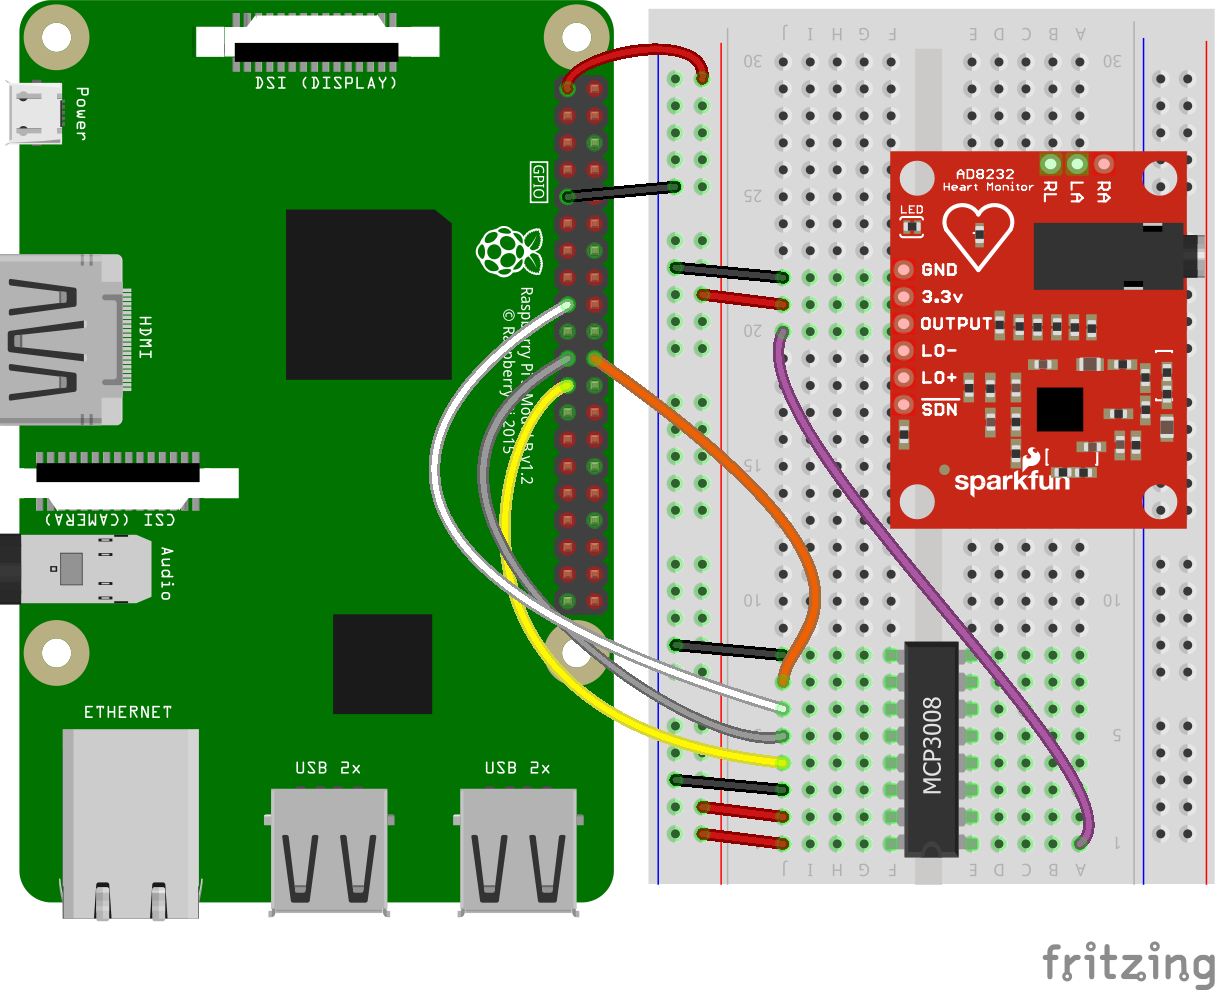 DSI (DISPLAY)
Power
GPIO
HDMI
Raspberry Pi
v1.2
© Raspberry Pi 2015
CSI (CAMERA)
Audio
ETHERNET
USB 2x
USB 2x
J I H G F E D C B A
30 30
25
20
15
10 10
5
1
J I H G F E D C B A
AD8232
Heart Monitor
RL
LA
RA
LED
GND
3.3v
OUTPUT
LO-
LO+
SDN
sparkfun
MCP3008
fritzing